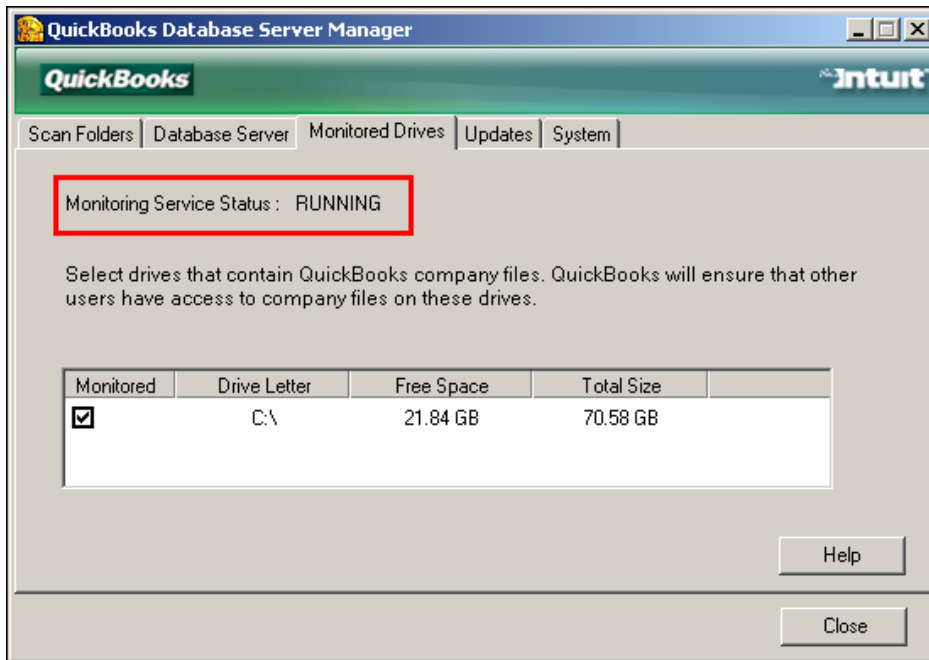 QuickBooks Database Server Manager
QuickBooks Intuit
Scan Folders Database Server Monitored Drives Updates System
Monitoring Service Status : RUNNING
Select drives that contain QuickBooks company files. QuickBooks will ensure that other
users have access to company files on these drives.
Monitored Drive Letter Free Space Total Size
C:\ 21.84 GB 70.58 GB
Help
Close